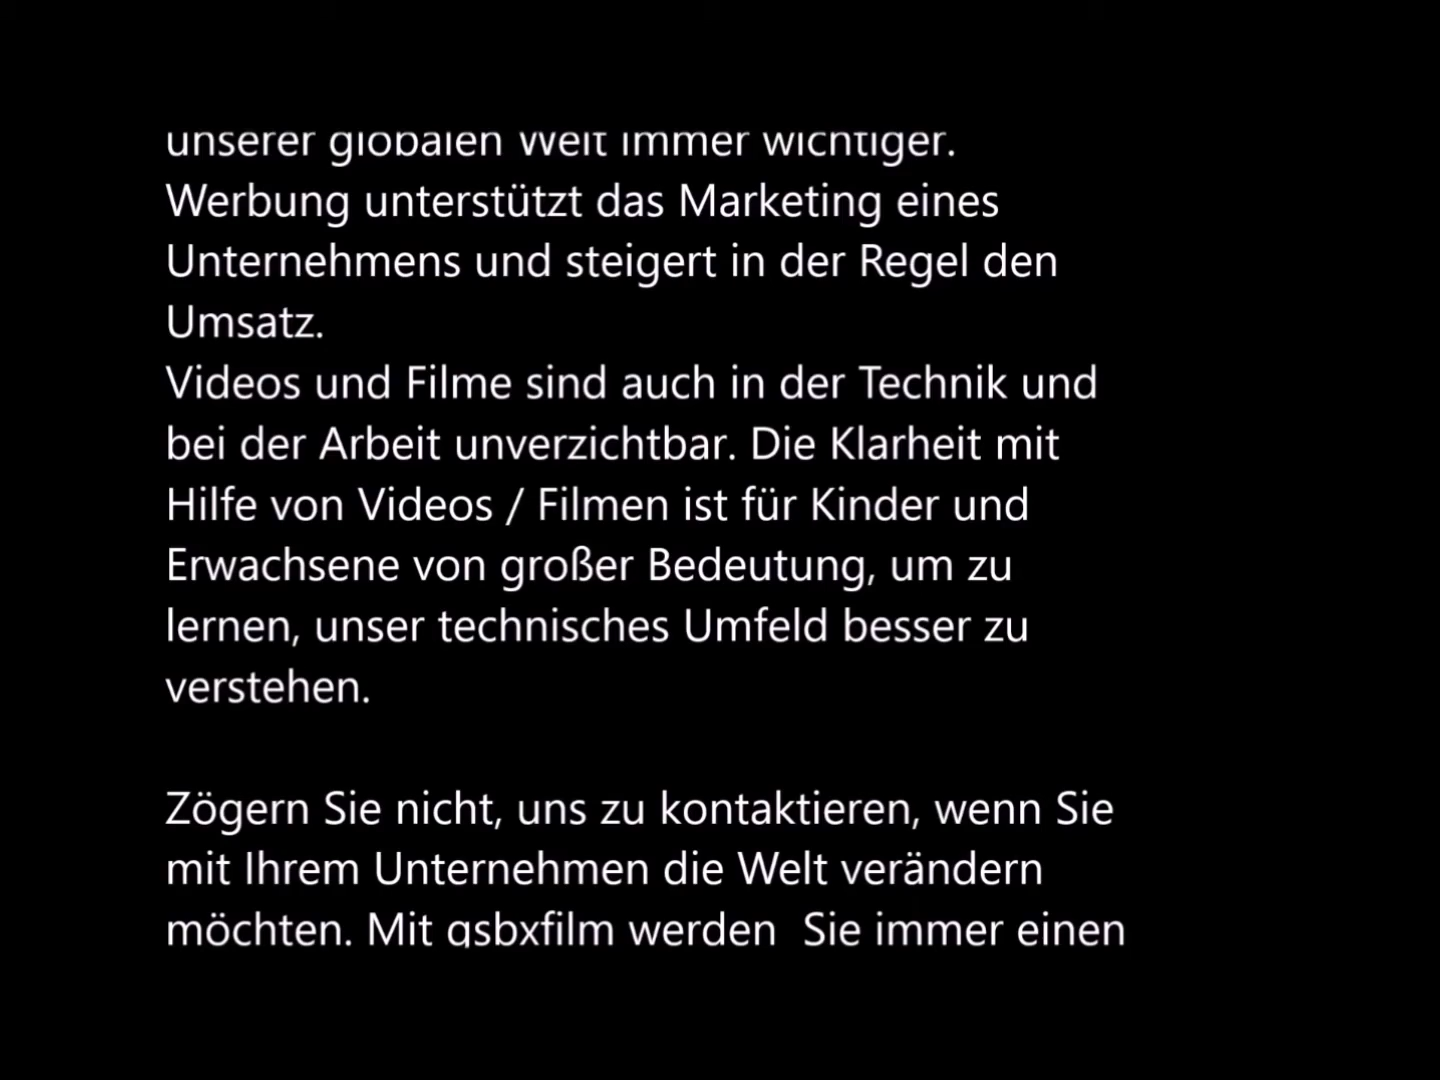 unserer globalen Welt immer wichtiger.
Werbung unterstützt das Marketing eines
Unternehmens und steigert in der Regel den
Umsatz.
Videos und Filme sind auch in der Technik und
bei der Arbeit unverzichtbar. Die Klarheit mit
Hilfe von Videos / Filmen ist für Kinder und
Erwachsene von großer Bedeutung, um zu
lernen, unser technisches Umfeld besser zu
verstehen.
Zögern Sie nicht, uns zu kontaktieren, wenn Sie
mit Ihrem Unternehmen die Welt verändern
möchten. Mit werden Sie immer einen